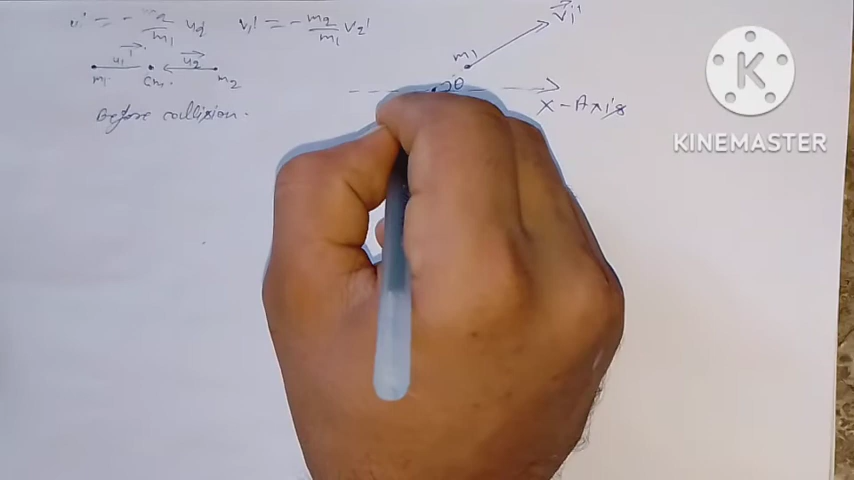 u₁' = - m₂/m₁ u₂' v₁' = - m₂/m₁ v₂'
v₁'
m₁
u₁' u₂'
m₁ Cm. m₂
θ
X-Axis
Before collision.
K
KINEMASTER